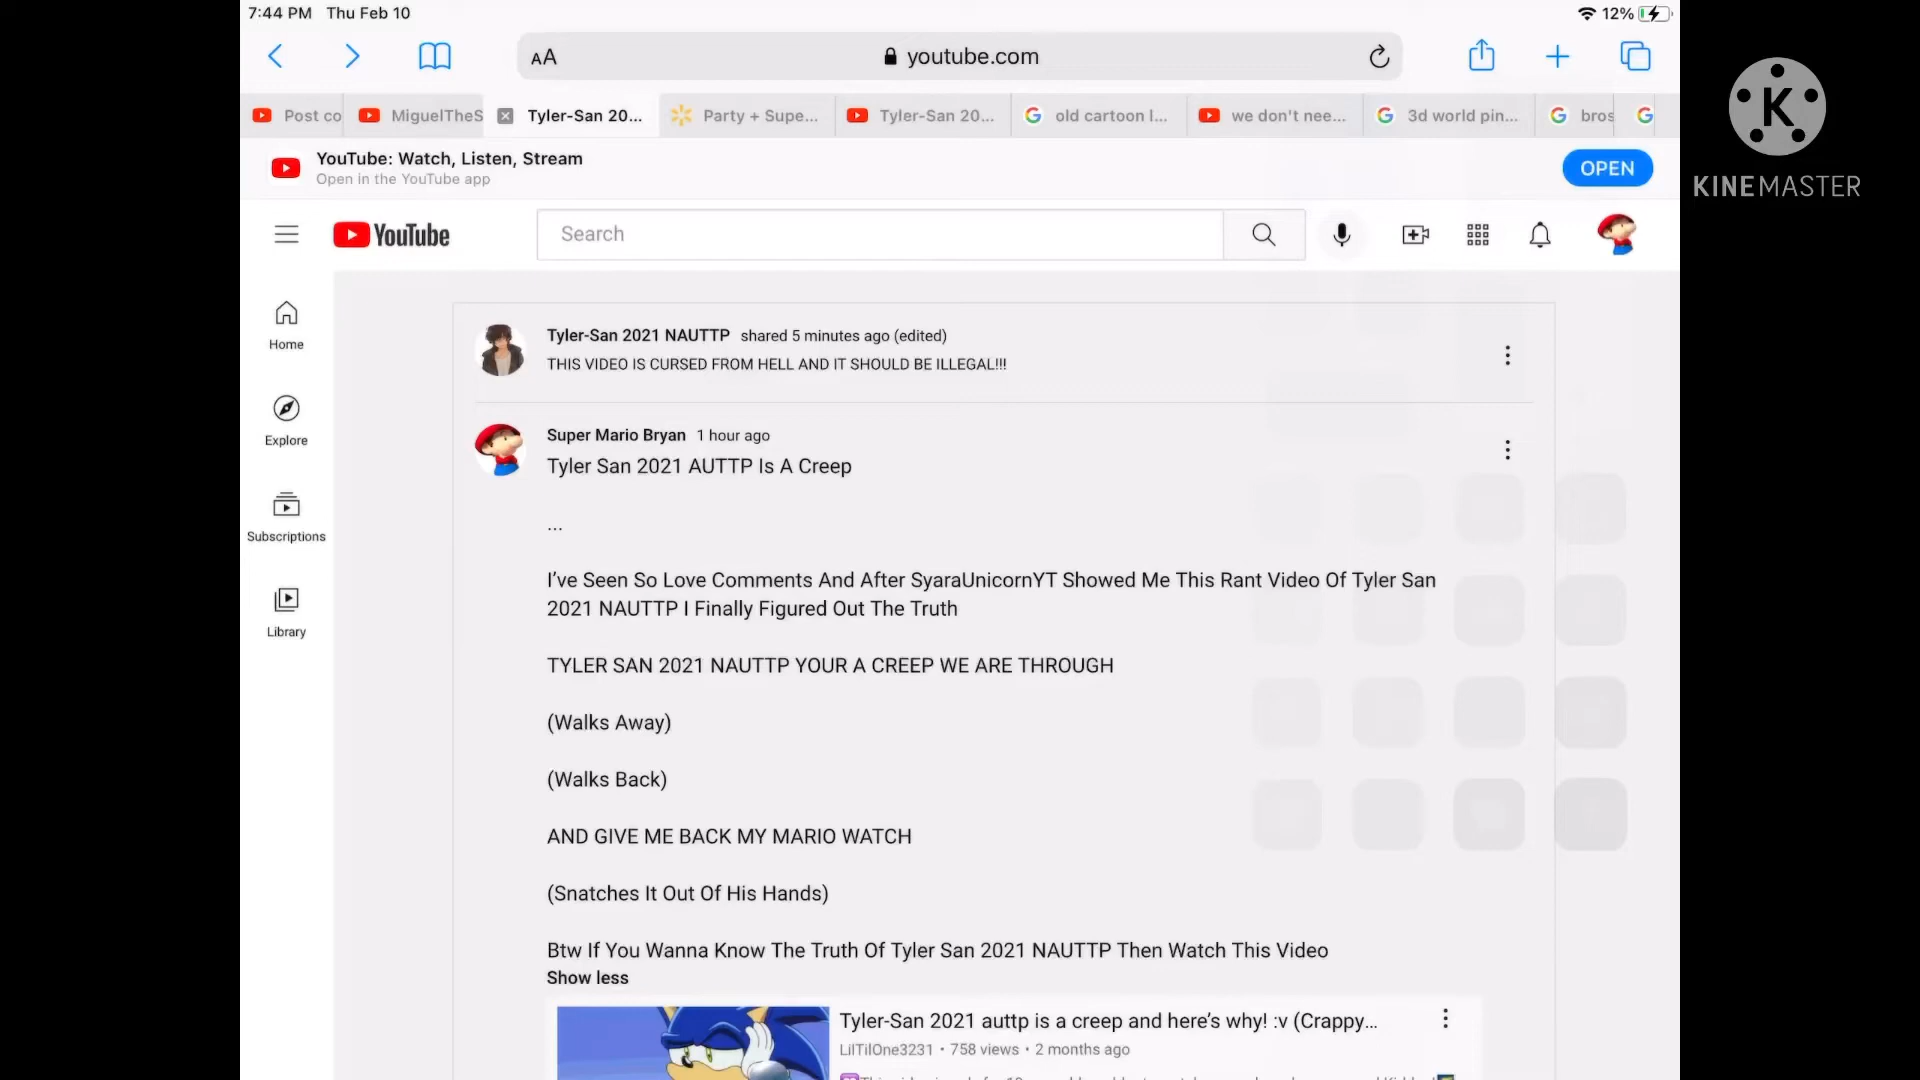 7:44 PM Thu Feb 10
12%
AA
youtube.com
Post co
MiguelTheS
Tyler-San 20...
Party + Supe...
Tyler-San 20...
old cartoon l...
we don't nee...
3d world pin...
bros
YouTube: Watch, Listen, Stream
Open in the YouTube app
OPEN
K
KINEMASTER
YouTube
Search
Home
Explore
Subscriptions
Library
Tyler-San 2021 NAUTTP shared 5 minutes ago (edited)
THIS VIDEO IS CURSED FROM HELL AND IT SHOULD BE ILLEGAL!!!
Super Mario Bryan 1 hour ago
Tyler San 2021 AUTTP Is A Creep
...
I've Seen So Love Comments And After SyaraUnicornYT Showed Me This Rant Video Of Tyler San
2021 NAUTTP I Finally Figured Out The Truth
TYLER SAN 2021 NAUTTP YOUR A CREEP WE ARE THROUGH
(Walks Away)
(Walks Back)
AND GIVE ME BACK MY MARIO WATCH
(Snatches It Out Of His Hands)
Btw If You Wanna Know The Truth Of Tyler San 2021 NAUTTP Then Watch This Video
Show less
Tyler-San 2021 auttp is a creep and here's why! :v (Crappy...
LilTilOne3231 • 758 views • 2 months ago